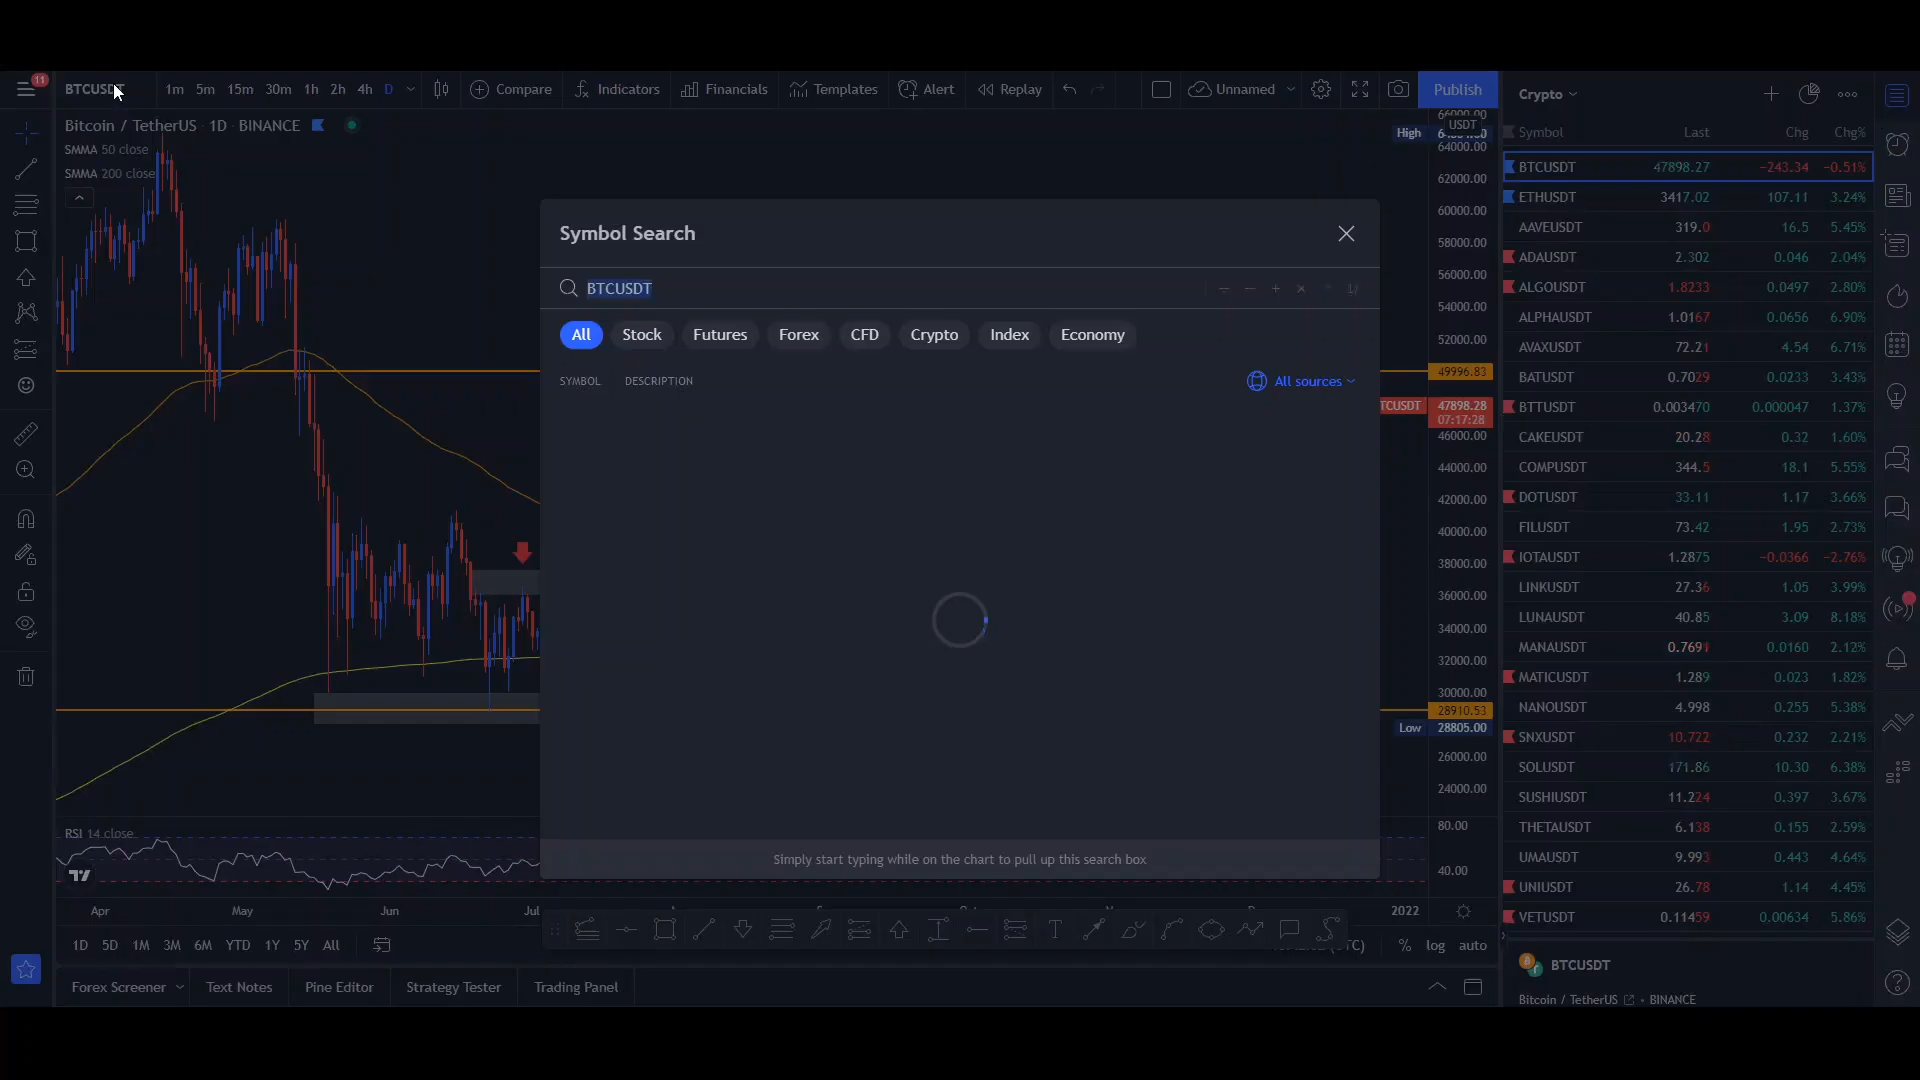 11
BTCUSDT 1m 5m 15m 30m 1h 2h 4h D Compare Indicators Financials Templates Alert Replay Unnamed Publish
Bitcoin / TetherUS · 1D · BINANCE
SMMA 50 close
SMMA 200 close
Symbol Search
BTCUSDT
All Stock Futures Forex CFD Crypto Index Economy
SYMBOL DESCRIPTION All sources
Simply start typing while on the chart to pull up this search box
66000.00
USDT
High
64000.00
62000.00
60000.00
58000.00
56000.00
54000.00
52000.00
49996.83
TCUSDT 47898.28
07:17:28
46000.00
44000.00
42000.00
40000.00
38000.00
36000.00
34000.00
32000.00
30000.00
28910.53
Low 28805.00
26000.00
24000.00
80.00
40.00
RSI 14 close
Apr May Jun Jul 2022
1D 5D 1M 3M 6M YTD 1Y 5Y All (UTC) % log auto
Forex Screener Text Notes Pine Editor Strategy Tester Trading Panel
Crypto
Symbol Last Chg Chg%
BTCUSDT 47898.27 −243.34 −0.51%
ETHUSDT 3417.02 107.11 3.24%
AAVEUSDT 319.0 16.5 5.45%
ADAUSDT 2.302 0.046 2.04%
ALGOUSDT 1.8233 0.0497 2.80%
ALPHAUSDT 1.0167 0.0656 6.90%
AVAXUSDT 72.21 4.54 6.71%
BATUSDT 0.7029 0.0233 3.43%
BTTUSDT 0.003470 0.000047 1.37%
CAKEUSDT 20.28 0.32 1.60%
COMPUSDT 344.5 18.1 5.55%
DOTUSDT 33.11 1.17 3.66%
FILUSDT 73.42 1.95 2.73%
IOTAUSDT 1.2875 −0.0366 −2.76%
LINKUSDT 27.36 1.05 3.99%
LUNAUSDT 40.85 3.09 8.18%
MANAUSDT 0.7691 0.0160 2.12%
MATICUSDT 1.289 0.023 1.82%
NANOUSDT 4.998 0.255 5.38%
SNXUSDT 10.722 0.232 2.21%
SOLUSDT 171.86 10.30 6.38%
SUSHIUSDT 11.224 0.397 3.67%
THETAUSDT 6.138 0.155 2.59%
UMAUSDT 9.993 0.443 4.64%
UNIUSDT 26.78 1.14 4.45%
VETUSDT 0.11459 0.00634 5.86%
BTCUSDT
Bitcoin / TetherUS • BINANCE